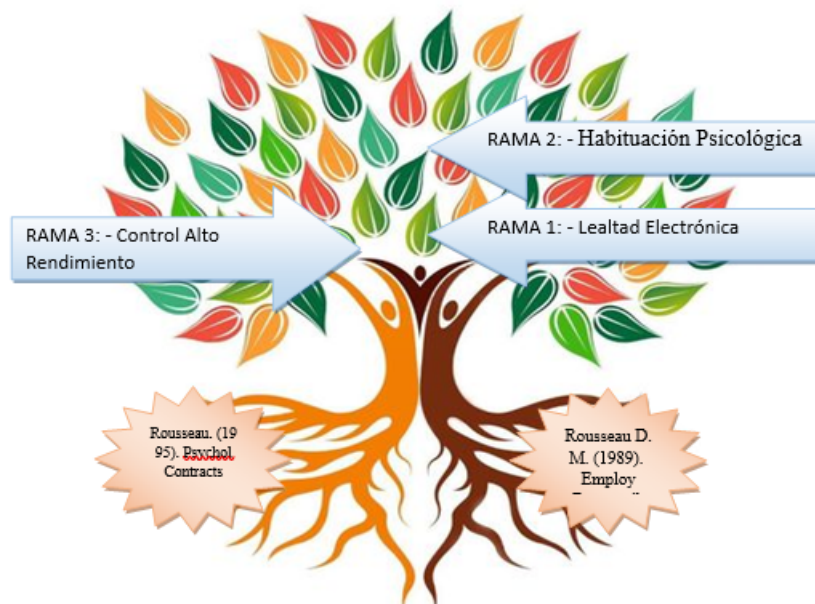 RAMA 2: - Habituación Psicológica
RAMA 1: - Lealtad Electrónica
RAMA 3: - Control Alto
Rendimiento
Rousseau. (19
95). Psychol
Contracts
Rousseau D.
M. (1989).
Employ